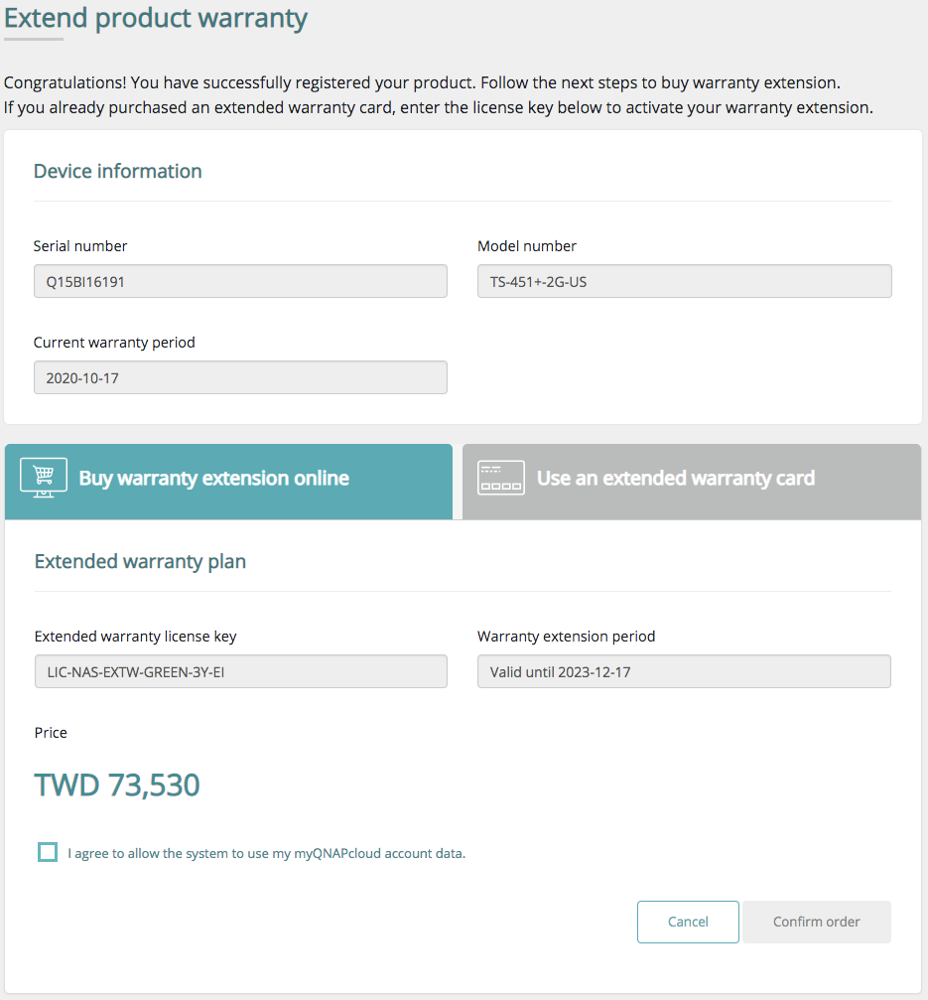 Extend product warranty
Congratulations! You have successfully registered your product. Follow the next steps to buy warranty extension.
If you already purchased an extended warranty card, enter the license key below to activate your warranty extension.
Device information
Serial number
Q15BI16191
Model number
TS-451+-2G-US
Current warranty period
2020-10-17
Buy warranty extension online
Use an extended warranty card
Extended warranty plan
Extended warranty license key
LIC-NAS-EXTW-GREEN-3Y-EI
Warranty extension period
Valid until 2023-12-17
Price
TWD 73,530
I agree to allow the system to use my myQNAPcloud account data.
Cancel
Confirm order